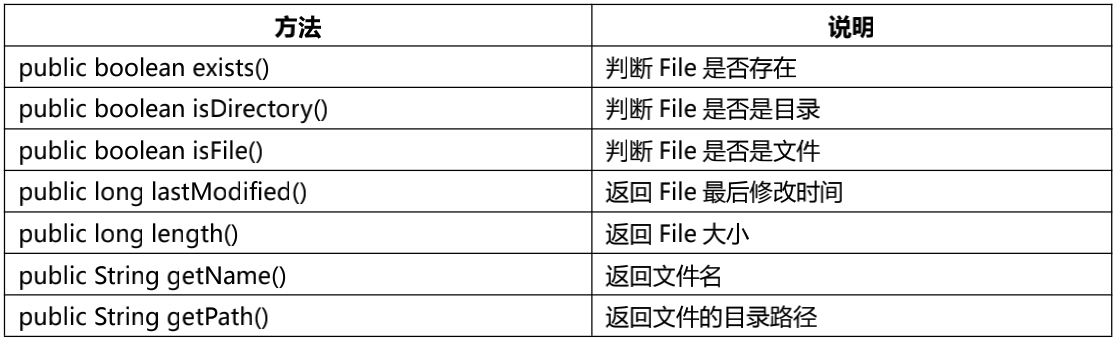 方法 说明
public boolean exists() 判断 File 是否存在
public boolean isDirectory() 判断 File 是否是目录
public boolean isFile() 判断 File 是否是文件
public long lastModified() 返回 File 最后修改时间
public long length() 返回 File 大小
public String getName() 返回文件名
public String getPath() 返回文件的目录路径